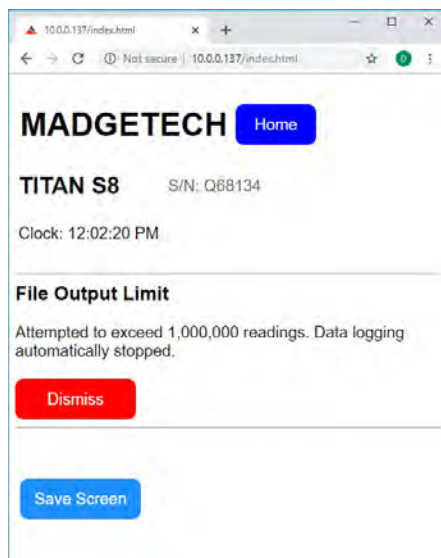 10.0.0.137/index.html
Not secure | 10.0.0.137/index.html
D
MADGETECH Home
TITAN S8 S/N: Q68134
Clock: 12:02:20 PM
File Output Limit
Attempted to exceed 1,000,000 readings. Data logging
automatically stopped.
Dismiss
Save Screen